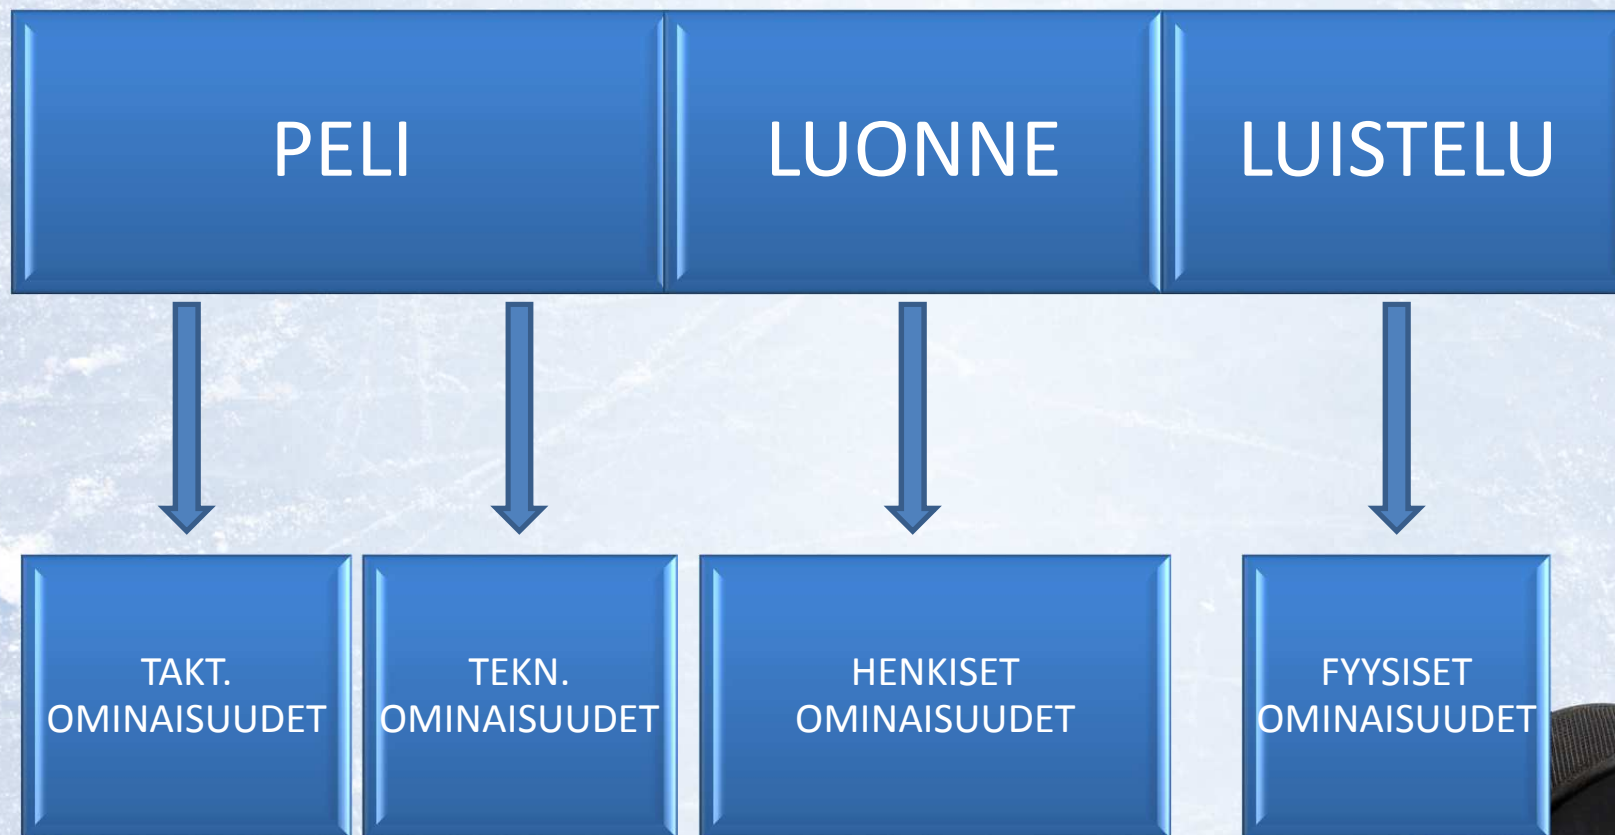 PELI
LUONNE
LUISTELU
TAKT.
OMINAISUUDET
TEKN.
OMINAISUUDET
HENKISET
OMINAISUUDET
FYYSISET
OMINAISUUDET